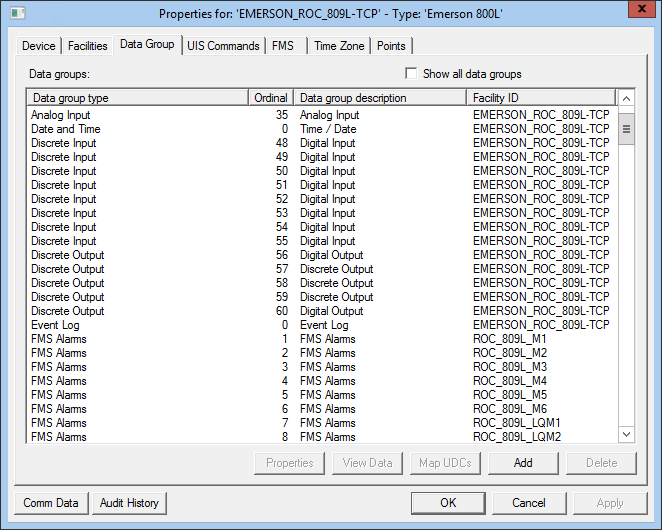 Properties for: 'EMERSON_ROC_809L-TCP' - Type: 'Emerson 800L'
Device Facilities Data Group UIS Commands FMS Time Zone Points
Data groups: Show all data groups
Data group type Ordinal Data group description Facility ID
Analog Input 35 Analog Input EMERSON_ROC_809L-TCP
Date and Time 0 Time / Date EMERSON_ROC_809L-TCP
Discrete Input 48 Digital Input EMERSON_ROC_809L-TCP
Discrete Input 49 Digital Input EMERSON_ROC_809L-TCP
Discrete Input 50 Digital Input EMERSON_ROC_809L-TCP
Discrete Input 51 Digital Input EMERSON_ROC_809L-TCP
Discrete Input 52 Digital Input EMERSON_ROC_809L-TCP
Discrete Input 53 Digital Input EMERSON_ROC_809L-TCP
Discrete Input 54 Digital Input EMERSON_ROC_809L-TCP
Discrete Input 55 Digital Input EMERSON_ROC_809L-TCP
Discrete Output 56 Digital Output EMERSON_ROC_809L-TCP
Discrete Output 57 Discrete Output EMERSON_ROC_809L-TCP
Discrete Output 58 Discrete Output EMERSON_ROC_809L-TCP
Discrete Output 59 Discrete Output EMERSON_ROC_809L-TCP
Discrete Output 60 Digital Output EMERSON_ROC_809L-TCP
Event Log 0 Event Log EMERSON_ROC_809L-TCP
FMS Alarms 1 FMS Alarms ROC_809L_M1
FMS Alarms 2 FMS Alarms ROC_809L_M2
FMS Alarms 3 FMS Alarms ROC_809L_M3
FMS Alarms 4 FMS Alarms ROC_809L_M4
FMS Alarms 5 FMS Alarms ROC_809L_M5
FMS Alarms 6 FMS Alarms ROC_809L_M6
FMS Alarms 7 FMS Alarms ROC_809L_LQM1
FMS Alarms 8 FMS Alarms ROC_809L_LQM2
Properties View Data Map UDCs Add Delete
Comm Data Audit History OK Cancel Apply